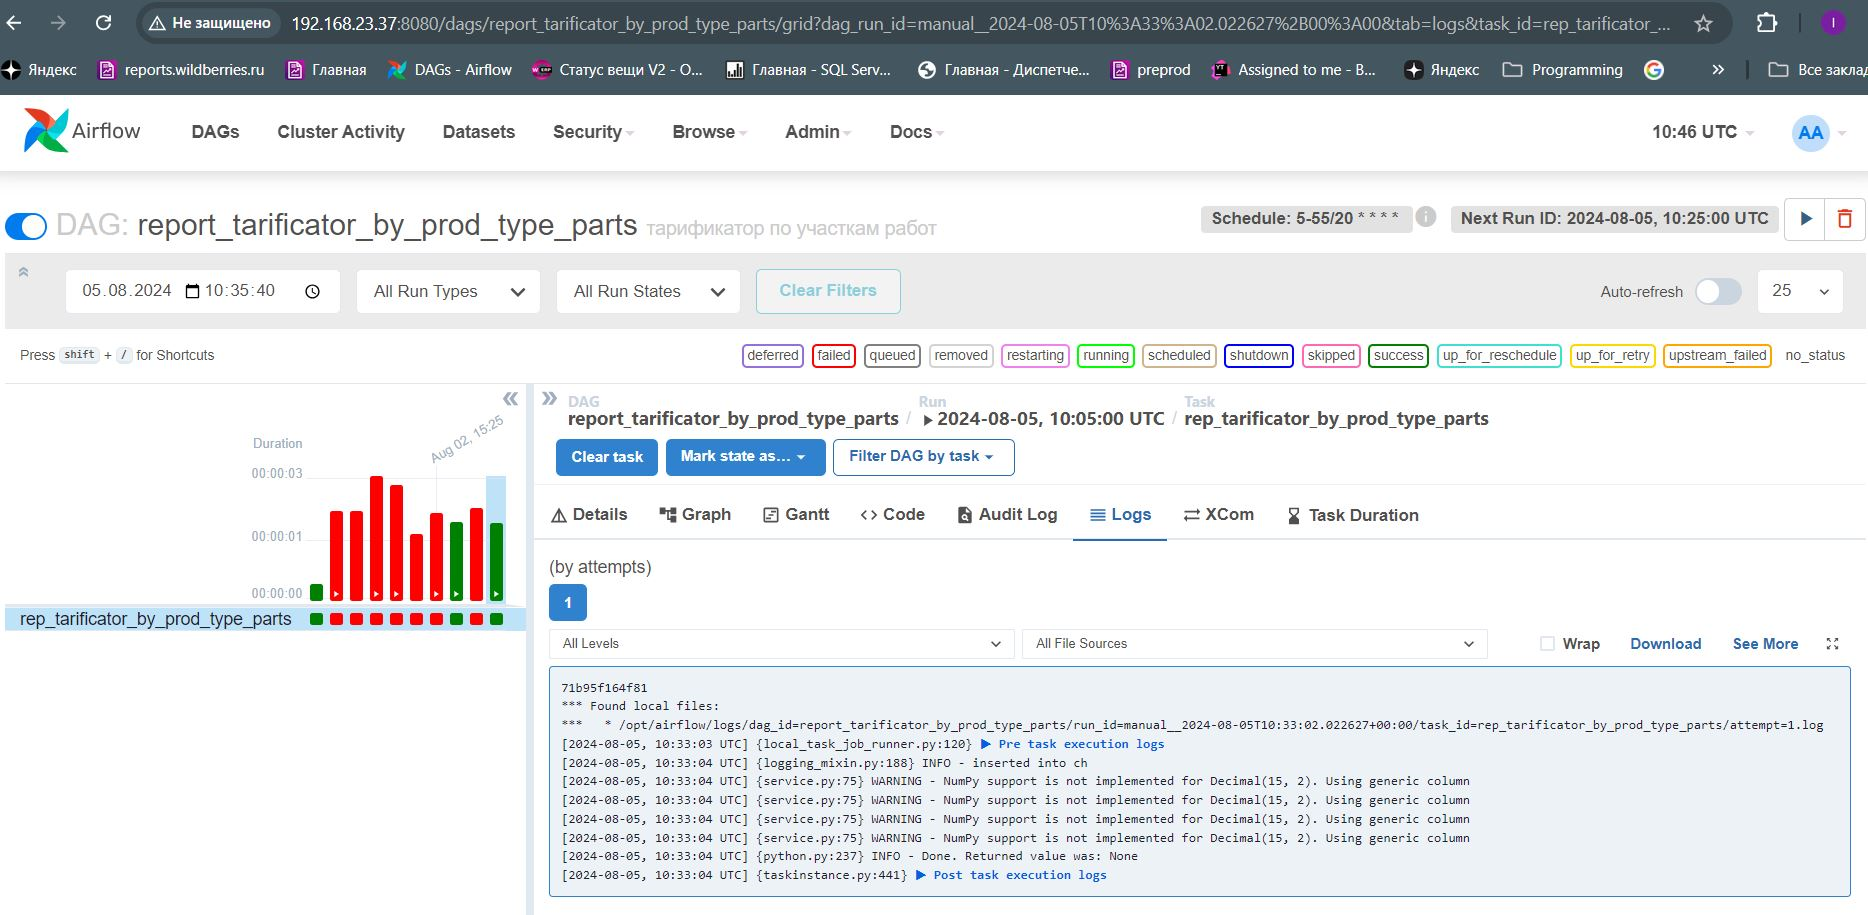 Не защищено
192.168.23.37:8080/dags/report_tarificator_by_prod_type_parts/grid?dag_run_id=manual__2024-08-05T10%3A33%3A02.022627%2B00%3A00&tab=logs&task_id=rep_tarificator_...
I
Яндекс reports.wildberries.ru Главная DAGs - Airflow Статус вещи V2 - O... Главная - SQL Serv... Главная - Диспетче... preprod Assigned to me - B... Яндекс Programming » Все заклад
Airflow DAGs Cluster Activity Datasets Security Browse Admin Docs 10:46 UTC AA
DAG: report_tarificator_by_prod_type_parts тарификатор по участкам работ
Schedule: 5-55/20 * * * * i Next Run ID: 2024-08-05, 10:25:00 UTC
05.08.2024 10:35:40 All Run Types All Run States Clear Filters Auto-refresh 25
Press shift + / for Shortcuts
deferred failed queued removed restarting running scheduled shutdown skipped success up_for_reschedule up_for_retry upstream_failed no_status
Duration
Aug 02, 15:25
00:00:03
00:00:01
00:00:00
rep_tarificator_by_prod_type_parts
DAG Run Task
report_tarificator_by_prod_type_parts / 2024-08-05, 10:05:00 UTC / rep_tarificator_by_prod_type_parts
Clear task Mark state as... Filter DAG by task
Details Graph Gantt Code Audit Log Logs XCom Task Duration
(by attempts)
1
All Levels All File Sources Wrap Download See More
71b95f164f81
*** Found local files:
***   * /opt/airflow/logs/dag_id=report_tarificator_by_prod_type_parts/run_id=manual__2024-08-05T10:33:02.022627+00:00/task_id=rep_tarificator_by_prod_type_parts/attempt=1.log
[2024-08-05, 10:33:03 UTC] {local_task_job_runner.py:120} ▶ Pre task execution logs
[2024-08-05, 10:33:04 UTC] {logging_mixin.py:188} INFO - inserted into ch
[2024-08-05, 10:33:04 UTC] {service.py:75} WARNING - NumPy support is not implemented for Decimal(15, 2). Using generic column
[2024-08-05, 10:33:04 UTC] {service.py:75} WARNING - NumPy support is not implemented for Decimal(15, 2). Using generic column
[2024-08-05, 10:33:04 UTC] {service.py:75} WARNING - NumPy support is not implemented for Decimal(15, 2). Using generic column
[2024-08-05, 10:33:04 UTC] {service.py:75} WARNING - NumPy support is not implemented for Decimal(15, 2). Using generic column
[2024-08-05, 10:33:04 UTC] {python.py:237} INFO - Done. Returned value was: None
[2024-08-05, 10:33:04 UTC] {taskinstance.py:441} ▶ Post task execution logs